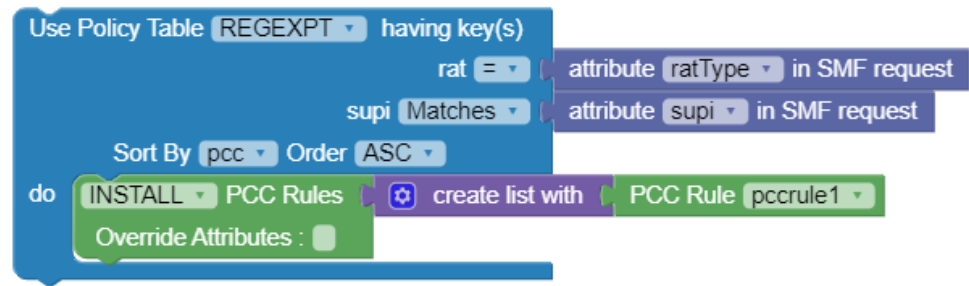 Use Policy Table REGEXPT having key(s)
rat = attribute ratType in SMF request
supi Matches attribute supi in SMF request
Sort By pcc Order ASC
do INSTALL PCC Rules create list with PCC Rule pccrule1
Override Attributes :